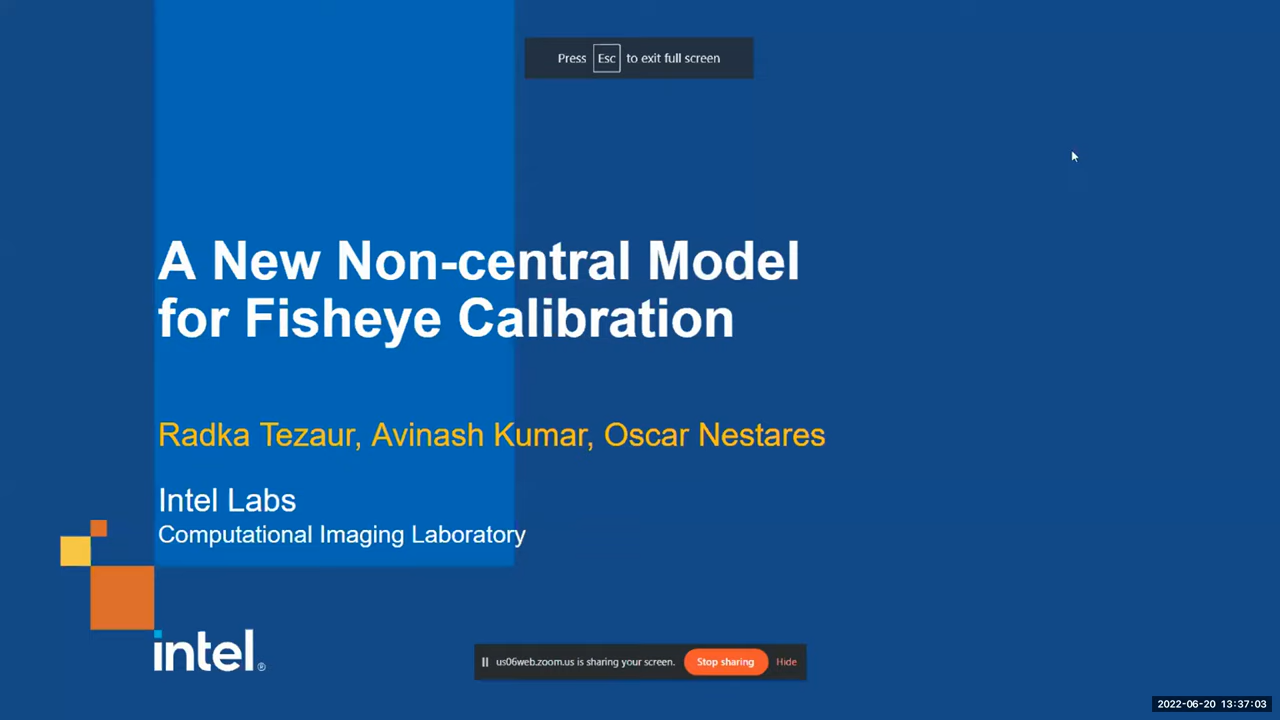 Press Esc to exit full screen
A New Non-central Model
for Fisheye Calibration
Radka Tezaur, Avinash Kumar, Oscar Nestares
Intel Labs
Computational Imaging Laboratory
intel®
us06web.zoom.us is sharing your screen. Stop sharing Hide
2022-06-20 13:37:03